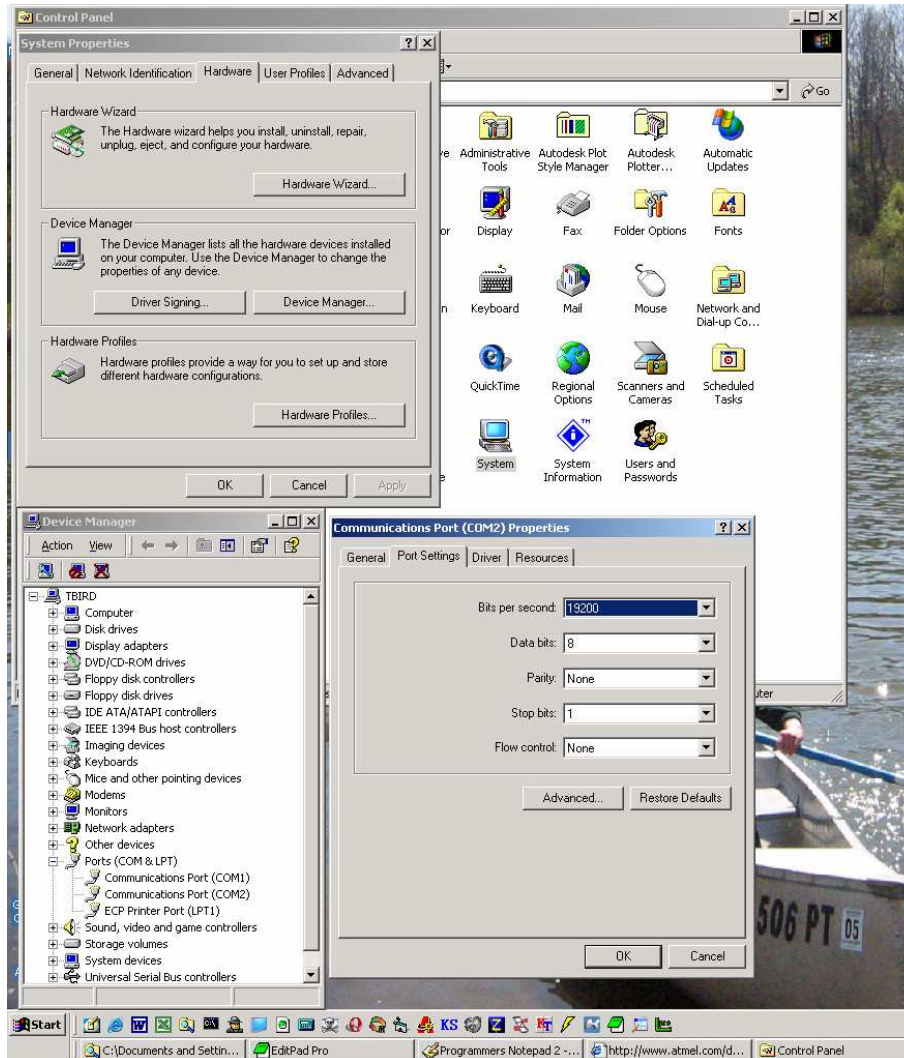 Control Panel
System Properties
General Network Identification Hardware User Profiles Advanced
Hardware Wizard
The Hardware wizard helps you install, uninstall, repair,
unplug, eject, and configure your hardware.
Hardware Wizard...
Device Manager
The Device Manager lists all the hardware devices installed
on your computer. Use the Device Manager to change the
properties of any device.
Driver Signing... Device Manager...
Hardware Profiles
Hardware profiles provide a way for you to set up and store
different hardware configurations.
Hardware Profiles...
OK Cancel Apply
Go
Administrative
Tools
Autodesk Plot
Style Manager
Autodesk
Plotter...
Automatic
Updates
Display
Fax
Folder Options
Fonts
Keyboard
Mail
Mouse
Network and
Dial-up Co...
QuickTime
Regional
Options
Scanners and
Cameras
Scheduled
Tasks
System
System
Information
Users and
Passwords
Device Manager
Action View
TBIRD
Computer
Disk drives
Display adapters
DVD/CD-ROM drives
Floppy disk controllers
Floppy disk drives
IDE ATA/ATAPI controllers
IEEE 1394 Bus host controllers
Imaging devices
Keyboards
Mice and other pointing devices
Modems
Monitors
Network adapters
Other devices
Ports (COM & LPT)
Communications Port (COM1)
Communications Port (COM2)
ECP Printer Port (LPT1)
Sound, video and game controllers
Storage volumes
System devices
Universal Serial Bus controllers
Communications Port (COM2) Properties
General Port Settings Driver Resources
Bits per second: 19200
Data bits: 8
Parity: None
Stop bits: 1
Flow control: None
Advanced... Restore Defaults
OK Cancel
506 PT 05
Start
KS
C:\Documents and Settin... EditPad Pro Programmers Notepad 2 -... http://www.atmel.com/d... Control Panel